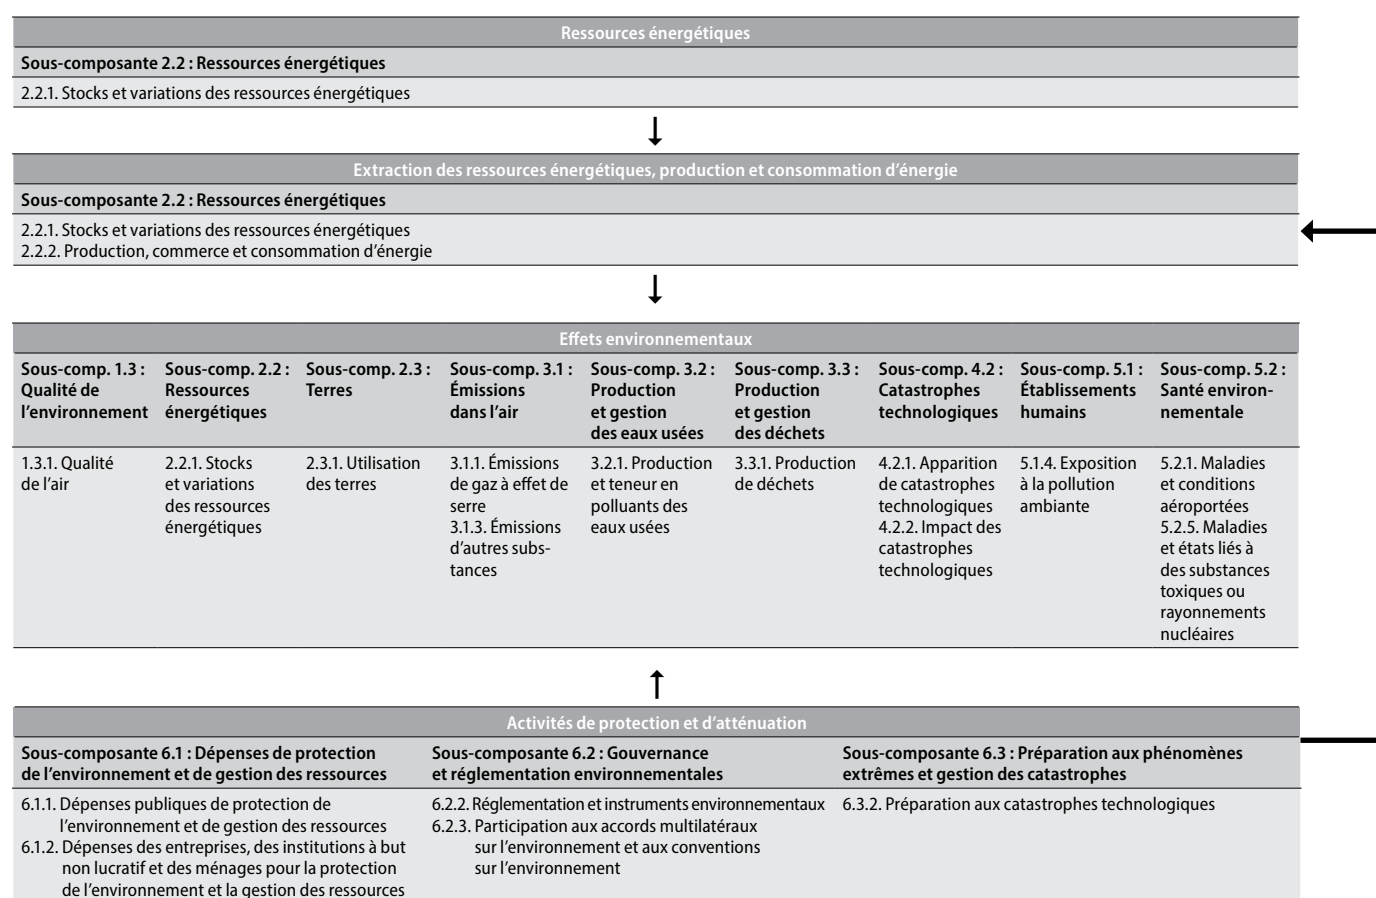 Ressources énergétiques
Sous-composante 2.2 : Ressources énergétiques
2.2.1. Stocks et variations des ressources énergétiques
Extraction des ressources énergétiques, production et consommation d’énergie
Sous-composante 2.2 : Ressources énergétiques
2.2.1. Stocks et variations des ressources énergétiques
2.2.2. Production, commerce et consommation d’énergie
Effets environnementaux
Sous-comp. 1.3 :
Qualité de
l’environnement
Sous-comp. 2.2 :
Ressources
énergétiques
Sous-comp. 2.3 :
Terres
Sous-comp. 3.1 :
Émissions
dans l’air
Sous-comp. 3.2 :
Production
et gestion
des eaux usées
Sous-comp. 3.3 :
Production
et gestion
des déchets
Sous-comp. 4.2 :
Catastrophes
technologiques
Sous-comp. 5.1 :
Établissements
humains
Sous-comp. 5.2 :
Santé environ-
nementale
1.3.1. Qualité
de l’air
2.2.1. Stocks
et variations
des ressources
énergétiques
2.3.1. Utilisation
des terres
3.1.1. Émissions
de gaz à effet de
serre
3.1.3. Émissions
d’autres subs-
tances
3.2.1. Production
et teneur en
polluants des
eaux usées
3.3.1. Production
de déchets
4.2.1. Apparition
de catastrophes
technologiques
4.2.2. Impact des
catastrophes
technologiques
5.1.4. Exposition
à la pollution
ambiante
5.2.1. Maladies
et conditions
aéroportées
5.2.5. Maladies
et états liés à
des substances
toxiques ou
rayonnements
nucléaires
Activités de protection et d’atténuation
Sous-composante 6.1 : Dépenses de protection
de l’environnement et de gestion des ressources
Sous-composante 6.2 : Gouvernance
et réglementation environnementales
Sous-composante 6.3 : Préparation aux phénomènes
extrêmes et gestion des catastrophes
6.1.1. Dépenses publiques de protection de
l’environnement et de gestion des ressources
6.1.2. Dépenses des entreprises, des institutions à but
non lucratif et des ménages pour la protection
de l’environnement et la gestion des ressources
6.2.2. Réglementation et instruments environnementaux
6.2.3. Participation aux accords multilatéraux
sur l’environnement et aux conventions
sur l’environnement
6.3.2. Préparation aux catastrophes technologiques